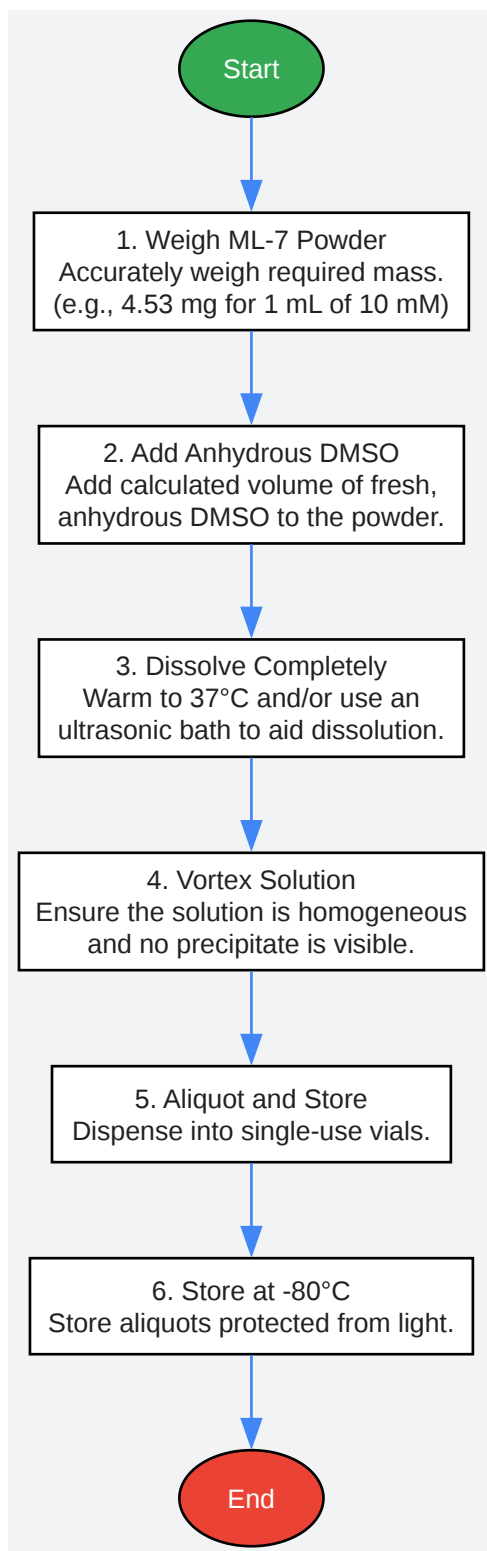 Start
1. Weigh ML-7 Powder
Accurately weigh required mass.
(e.g., 4.53 mg for 1 mL of 10 mM)
2. Add Anhydrous DMSO
Add calculated volume of fresh,
anhydrous DMSO to the powder.
3. Dissolve Completely
Warm to 37°C and/or use an
ultrasonic bath to aid dissolution.
4. Vortex Solution
Ensure the solution is homogeneous
and no precipitate is visible.
5. Aliquot and Store
Dispense into single-use vials.
6. Store at -80°C
Store aliquots protected from light.
End